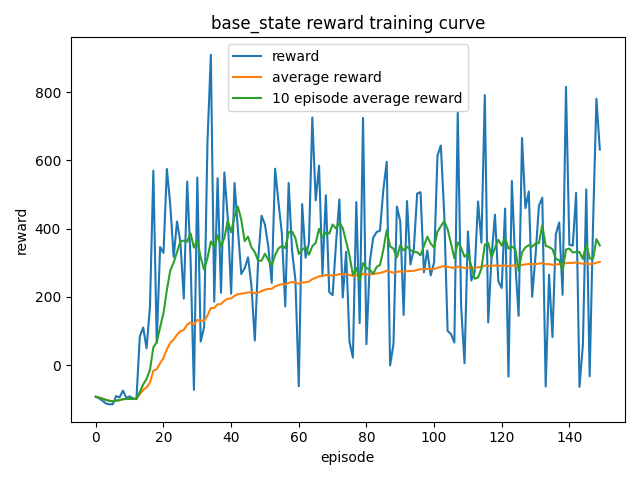 base_state reward training curve
reward
average reward
10 episode average reward
800
600
400
200
0
reward
0 20 40 60 80 100 120 140
episode